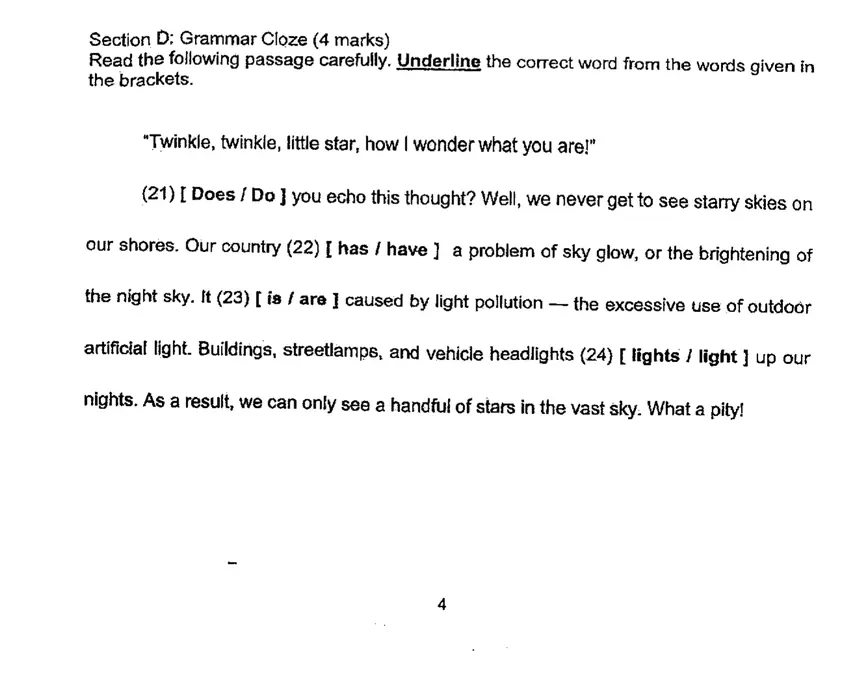 Section D: Grammar Cloze (4 marks)
Read the following passage carefully. Underline the correct word from the words given in
the brackets.
"Twinkle, twinkle, little star, how I wonder what you are!"
(21) [ Does / Do ] you echo this thought? Well, we never get to see starry skies on
our shores. Our country (22) [ has / have ] a problem of sky glow, or the brightening of
the night sky. It (23) [ is / are ] caused by light pollution — the excessive use of outdoor
artificial light. Buildings, streetlamps, and vehicle headlights (24) [ lights / light ] up our
nights. As a result, we can only see a handful of stars in the vast sky. What a pity!
4